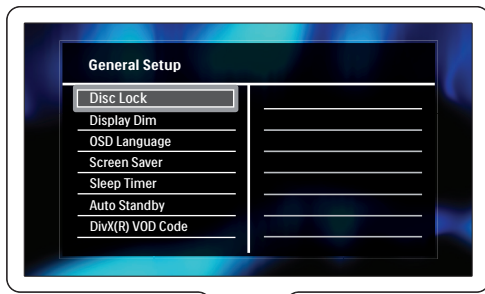 General Setup
Disc Lock
Display Dim
OSD Language
Screen Saver
Sleep Timer
Auto Standby
DivX(R) VOD Code